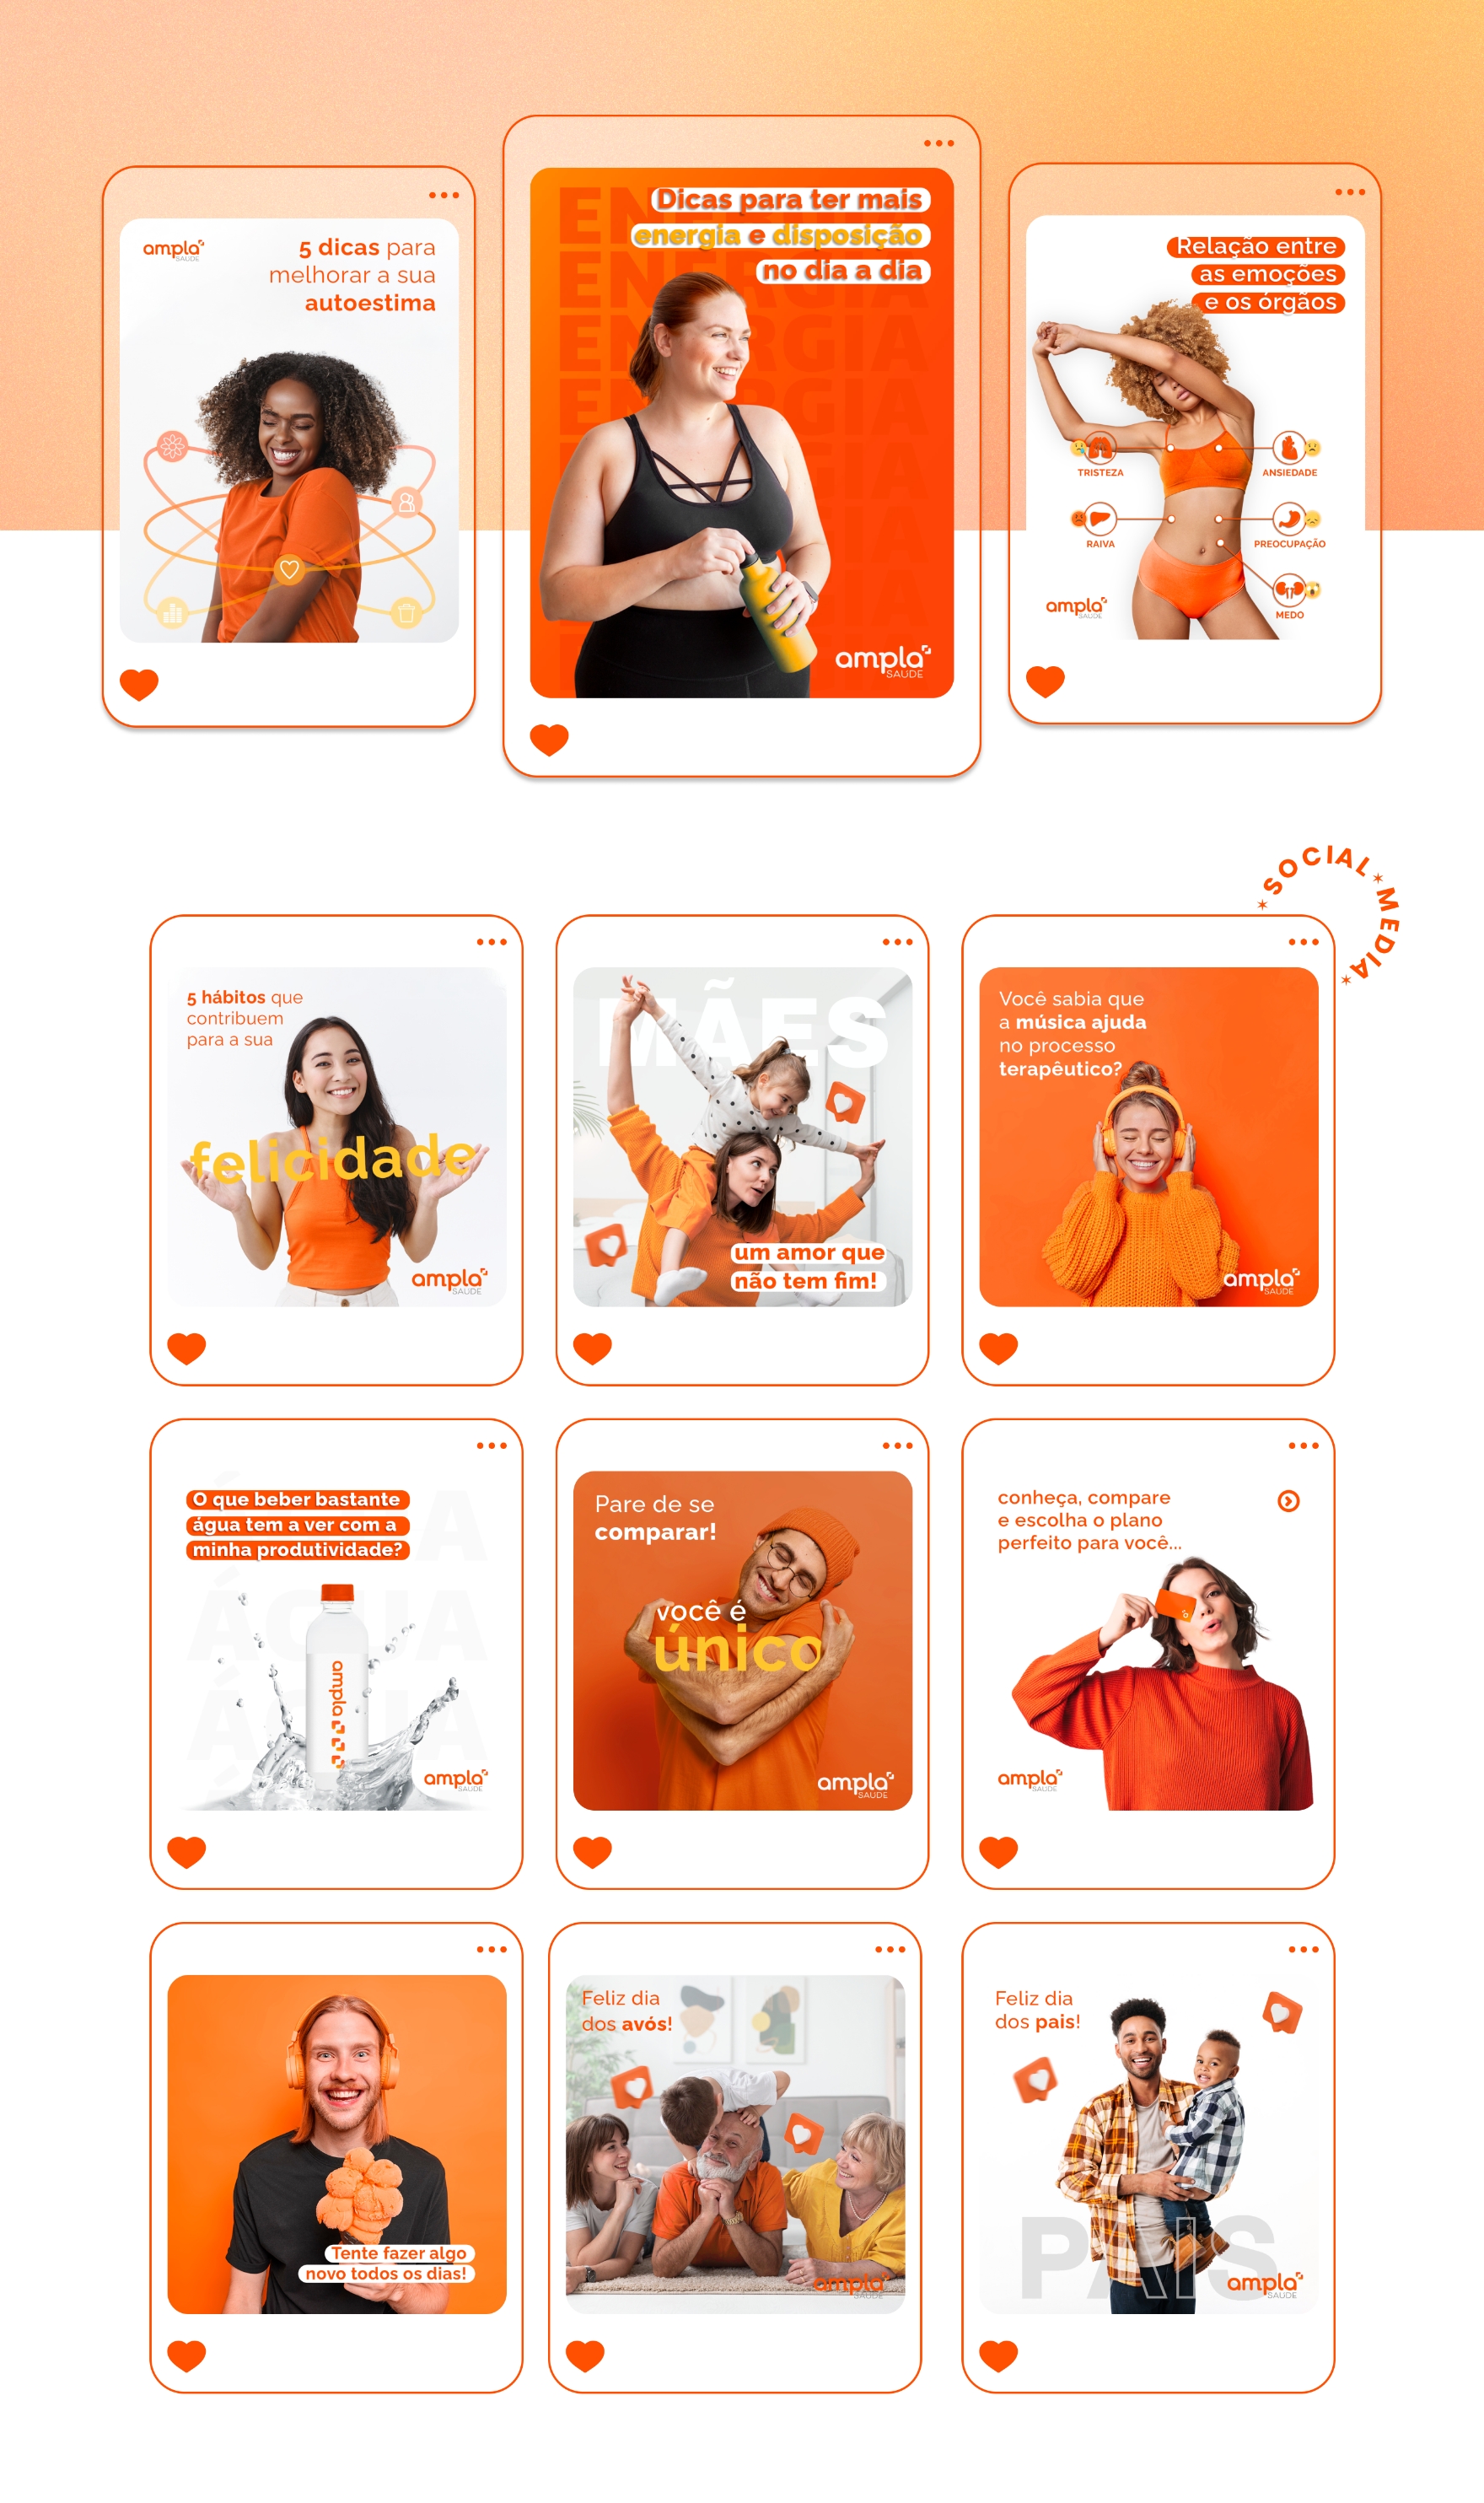 ampla
SAÚDE
5 dicas para
melhorar a sua
autoestima
ENERGIA
ENERGIA
ENERGIA
ENERGIA
Dicas para ter mais
energia e disposição
no dia a dia
ampla
SAÚDE
Relação entre
as emoções
e os órgãos
TRISTEZA
ANSIEDADE
RAIVA
PREOCUPAÇÃO
MEDO
ampla
SAÚDE
SOCIAL MEDIA
5 hábitos que
contribuem
para a sua
felicidade
ampla
SAÚDE
MÃES
um amor que
não tem fim!
Você sabia que
a música ajuda
no processo
terapêutico?
ampla
SAÚDE
O que beber bastante
água tem a ver com a
minha produtividade?
ÁGUA
ÁGUA
ampla
ampla
SAÚDE
Pare de se
comparar!
você é
único
ampla
SAÚDE
conheça, compare
e escolha o plano
perfeito para você...
ampla
SAÚDE
Tente fazer algo
novo todos os dias!
Feliz dia
dos avós!
ampla
SAÚDE
Feliz dia
dos pais!
PAIS
ampla
SAÚDE